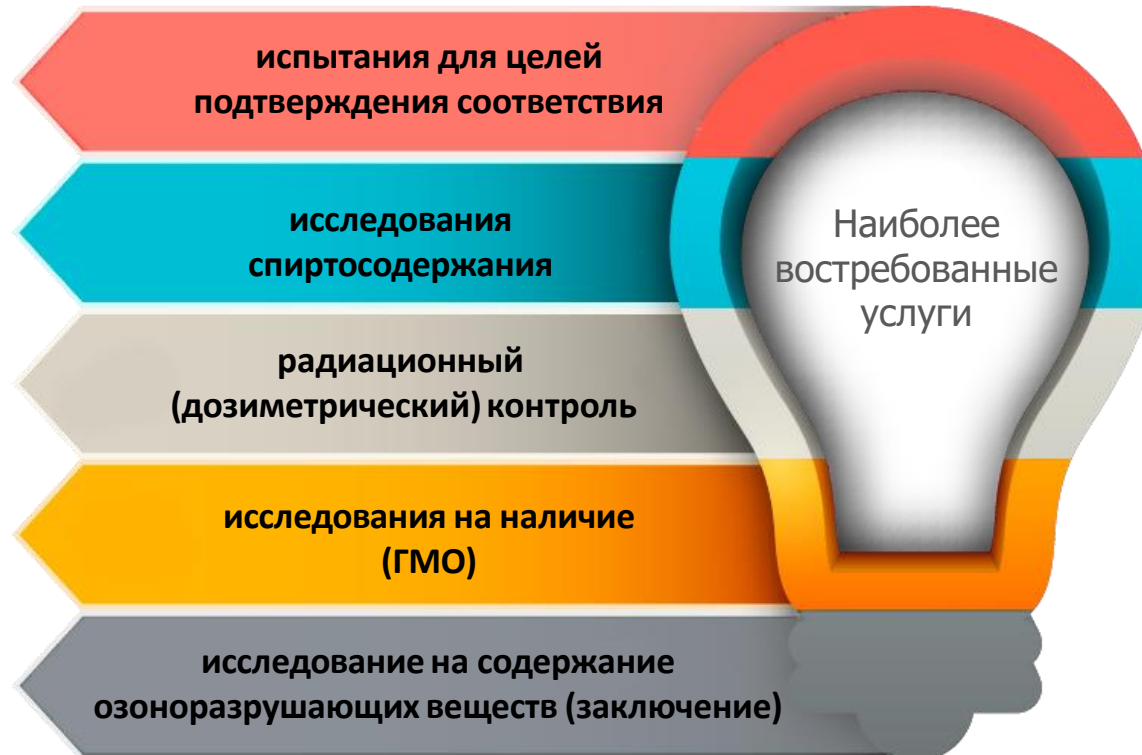 испытания для целей
подтверждения соответствия
исследования
спиртосодержания
радиационный
(дозиметрический) контроль
исследования на наличие
(ГМО)
исследование на содержание
озоноразрушающих веществ (заключение)
Наиболее
востребованные
услуги